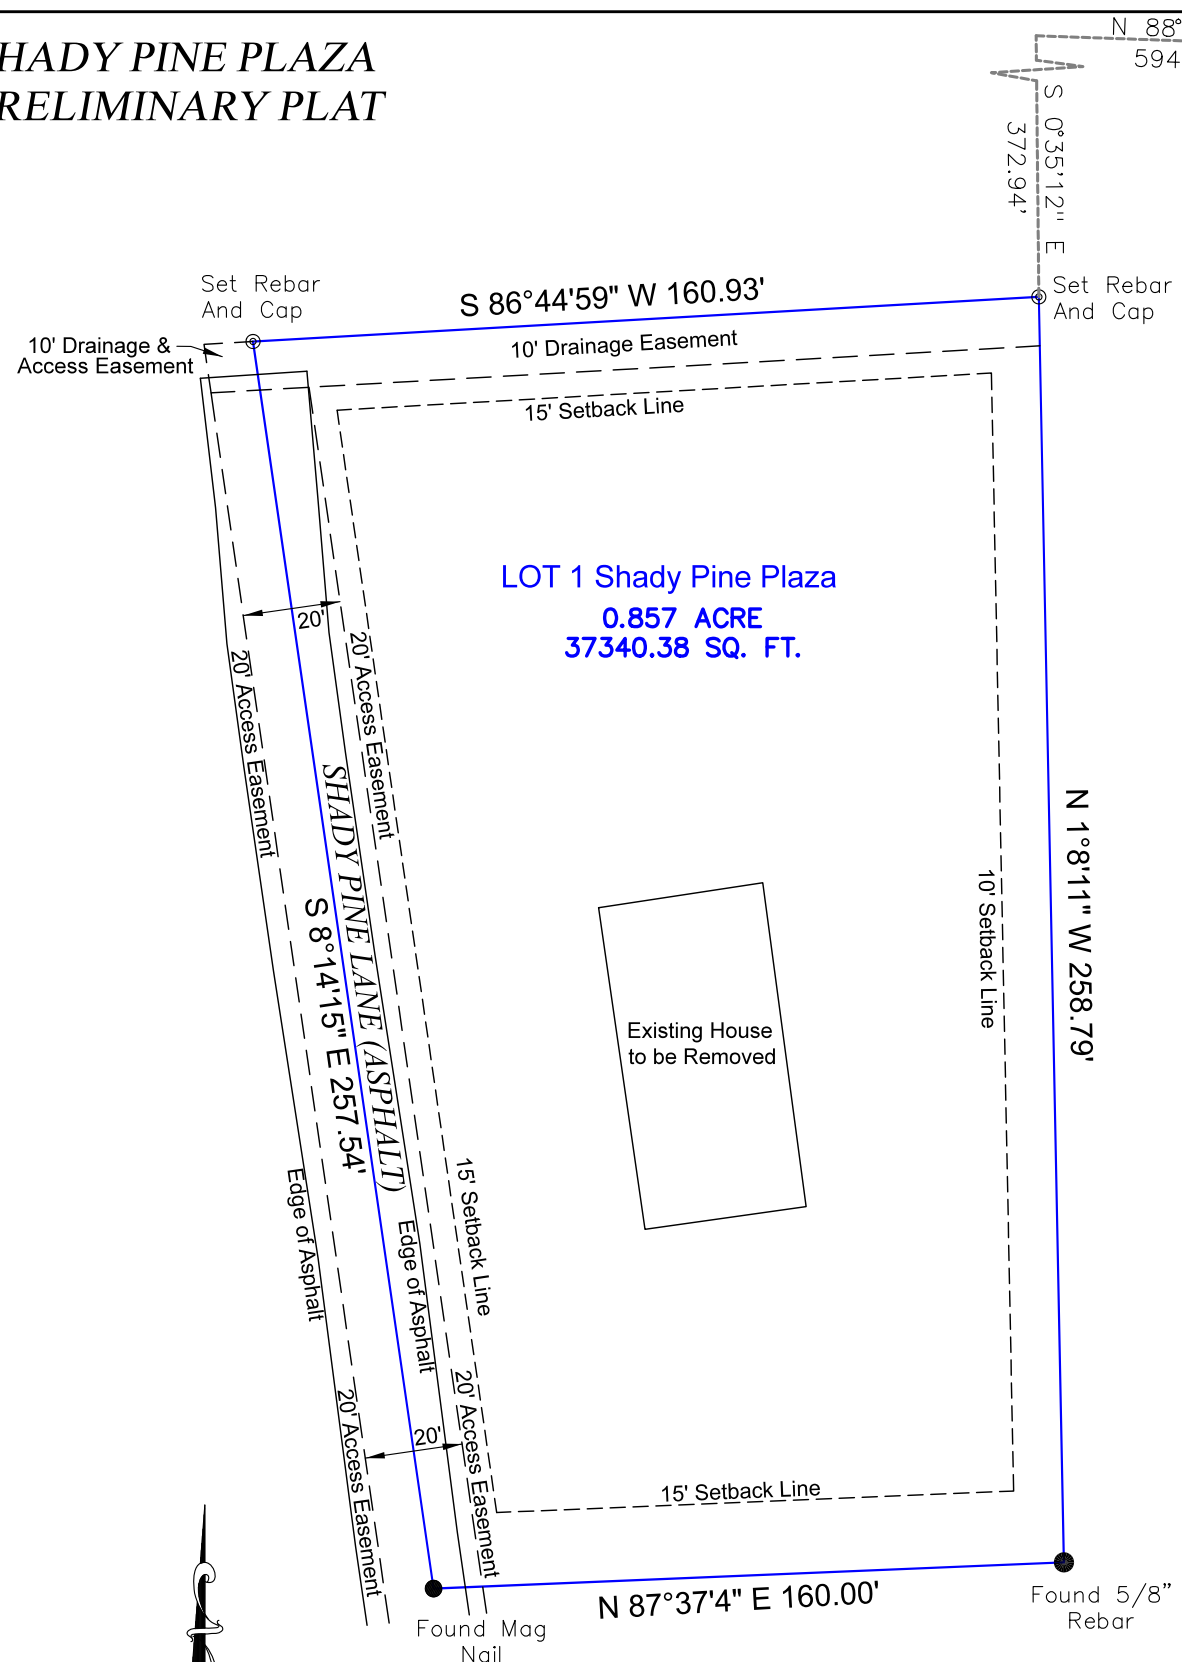 HADY PINE PLAZA
RELIMINARY PLAT
N 88°
594
S 0°35'12" E
372.94'
Set Rebar
And Cap
S 86°44'59" W 160.93'
Set Rebar
And Cap
10' Drainage &
Access Easement
10' Drainage Easement
15' Setback Line
LOT 1 Shady Pine Plaza
0.857 ACRE
37340.38 SQ. FT.
20'
20' Access Easement
20' Access Easement
SHADY PINE LANE (ASPHALT)
S 8°14'15" E 257.54'
N 1°8'11" W 258.79'
10' Setback Line
Existing House
to be Removed
15' Setback Line
Edge of Asphalt
Edge of Asphalt
20'
20' Access Easement
20' Access Easement
15' Setback Line
N 87°37'4" E 160.00'
Found 5/8"
Rebar
Found Mag
Nail